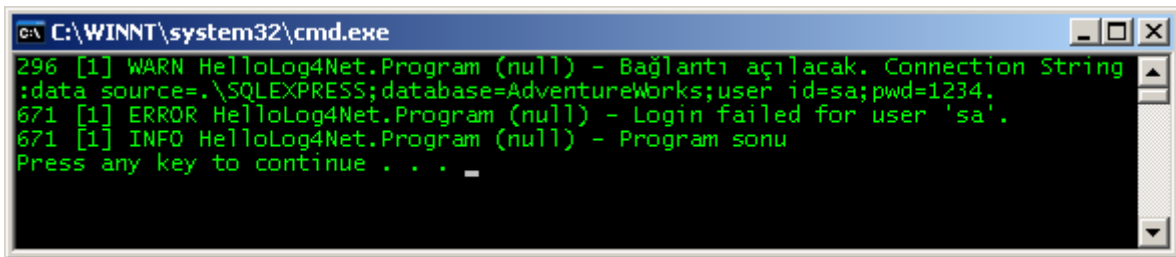 C:\WINNT\system32\cmd.exe
296 [1] WARN HelloLog4Net.Program (null) - Bağlantı açılacak. Connection String
:data source=.\SQLEXPRESS;database=AdventureWorks;user id=sa;pwd=1234.
671 [1] ERROR HelloLog4Net.Program (null) - Login failed for user 'sa'.
671 [1] INFO HelloLog4Net.Program (null) - Program sonu
Press any key to continue . . .